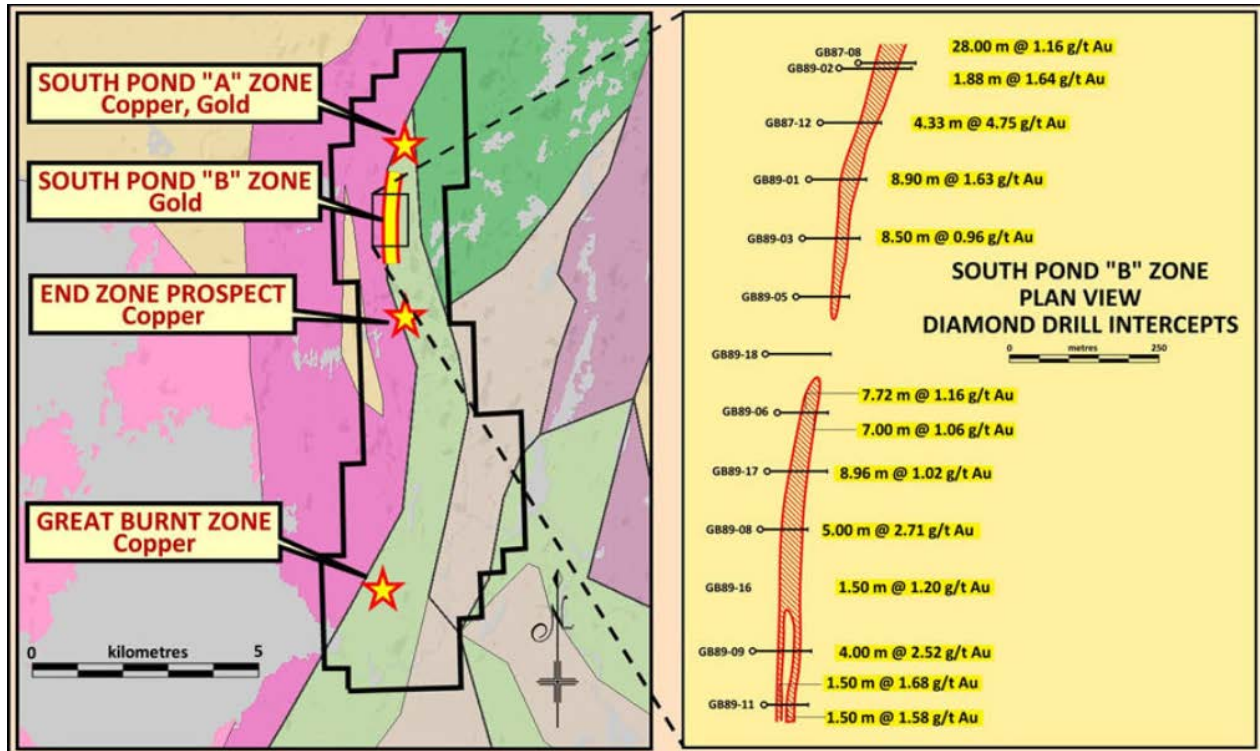 SOUTH POND "A" ZONE
Copper, Gold
SOUTH POND "B" ZONE
Gold
END ZONE PROSPECT
Copper
GREAT BURNT ZONE
Copper
0 kilometres 5
N
GB87-08
28.00 m @ 1.16 g/t Au
GB89-02
1.88 m @ 1.64 g/t Au
GB87-12
4.33 m @ 4.75 g/t Au
GB89-01
8.90 m @ 1.63 g/t Au
GB89-03
8.50 m @ 0.96 g/t Au
SOUTH POND "B" ZONE
PLAN VIEW
DIAMOND DRILL INTERCEPTS
0 metres 250
GB89-05
GB89-18
7.72 m @ 1.16 g/t Au
GB89-06
7.00 m @ 1.06 g/t Au
GB89-17
8.96 m @ 1.02 g/t Au
GB89-08
5.00 m @ 2.71 g/t Au
GB89-16
1.50 m @ 1.20 g/t Au
GB89-09
4.00 m @ 2.52 g/t Au
1.50 m @ 1.68 g/t Au
GB89-11
1.50 m @ 1.58 g/t Au